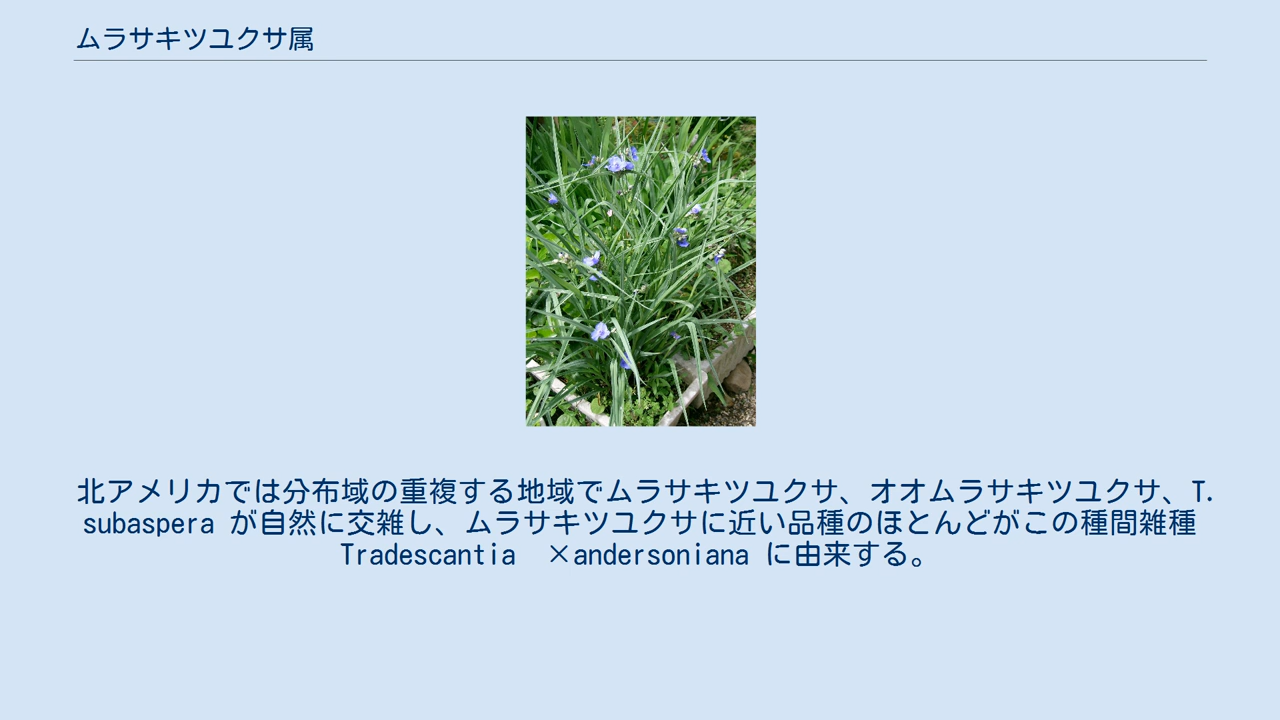 ムラサキツユクサ属
北アメリカでは分布域の重複する地域でムラサキツユクサ、オオムラサキツユクサ、T.
subaspera が自然に交雑し、ムラサキツユクサに近い品種のほとんどがこの種間雑種
Tradescantia　×andersoniana に由来する。